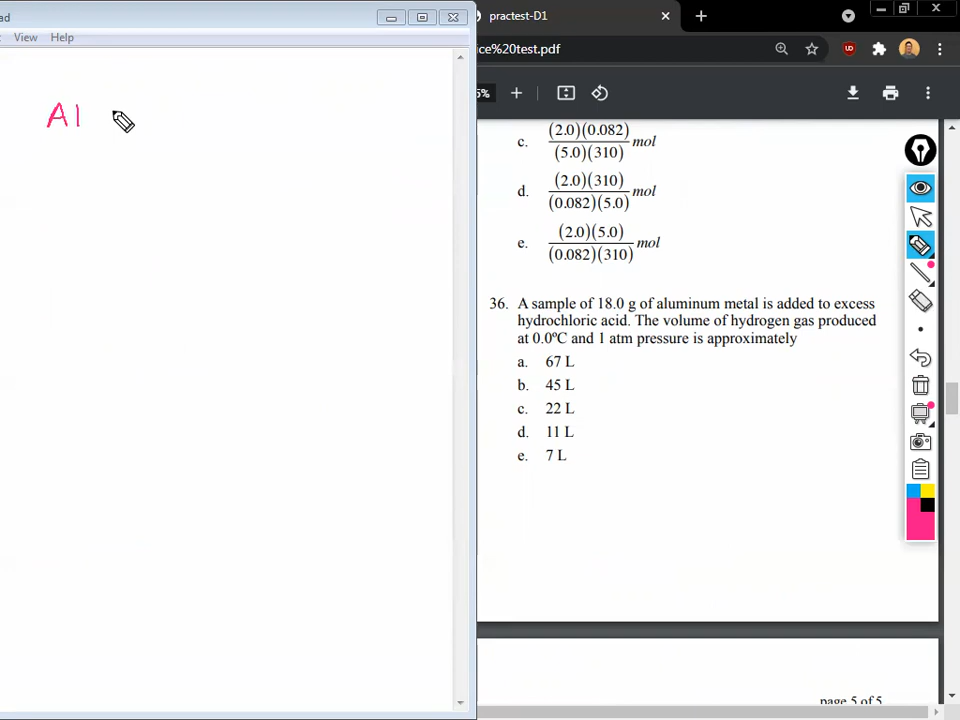 ad
practest-D1
View Help
ice%20test.pdf
5%
Al
c. (2.0)(0.082)
(5.0)(310) mol
d. (2.0)(310)
(0.082)(5.0) mol
e. (2.0)(5.0)
(0.082)(310) mol
36. A sample of 18.0 g of aluminum metal is added to excess
hydrochloric acid. The volume of hydrogen gas produced
at 0.0ºC and 1 atm pressure is approximately
a. 67 L
b. 45 L
c. 22 L
d. 11 L
e. 7 L
page 5 of 5